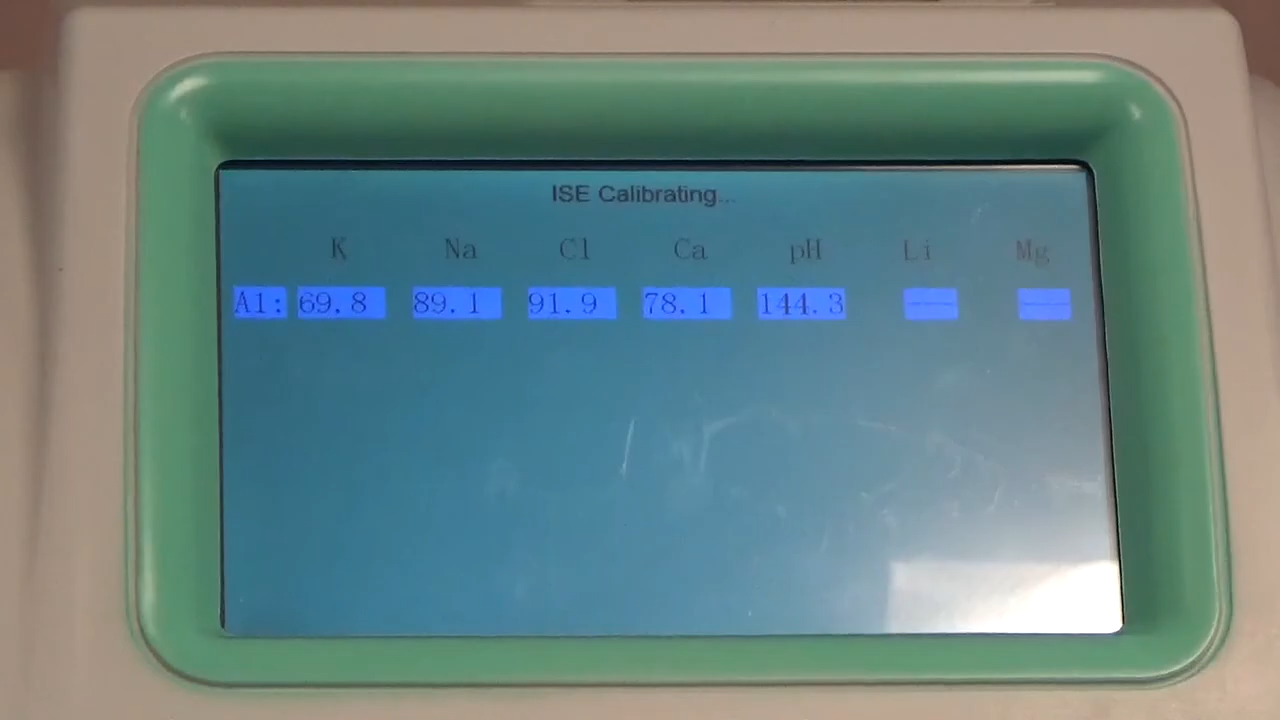 ISE Calibrating...
K Na Cl Ca pH Li Mg
A1: 69.8 89.1 91.9 78.1 144.3 -- --